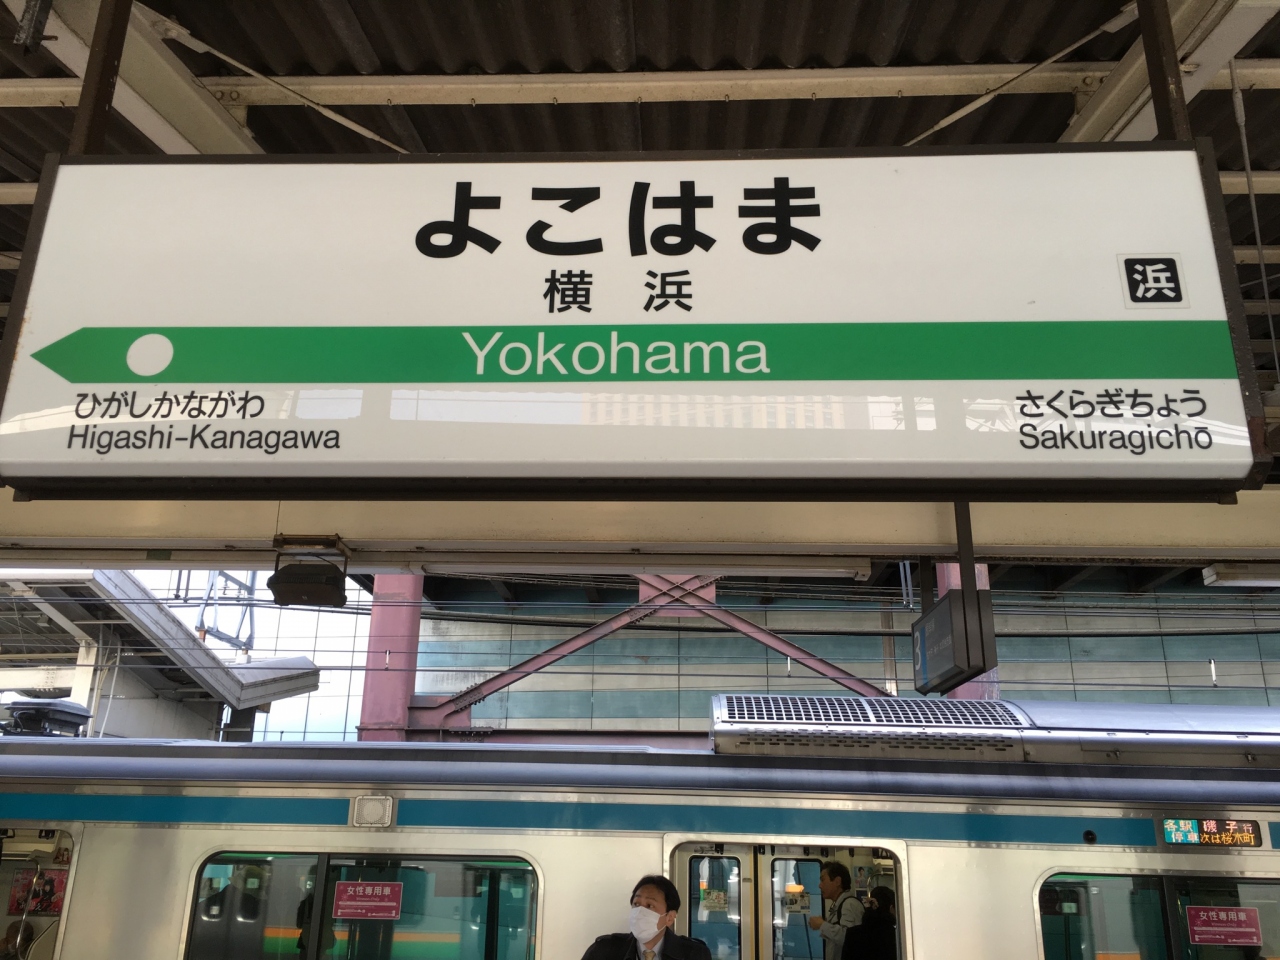 よこはま
横浜
浜
Yokohama
ひがしかながわ
Higashi-Kanagawa
さくらぎちょう
Sakuragichō
3
各駅停車
磯子行
次は桜木町
女性専用車
女性専用車